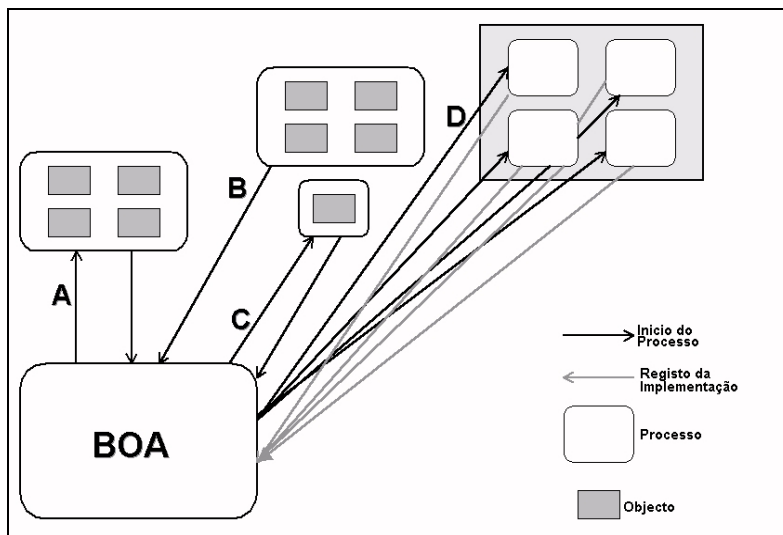 D
B
A
C
BOA
Inicio do
Processo
Registo da
Implementação
Processo
Objecto